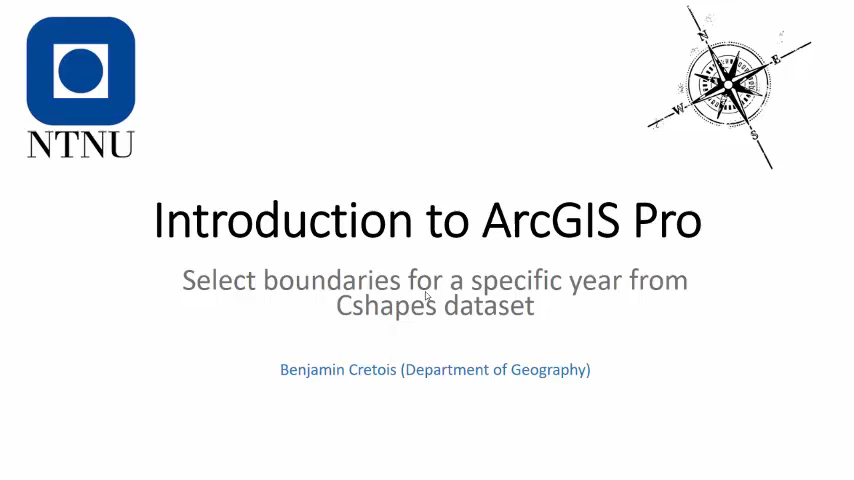 NTNU
N
E
W
S
Introduction to ArcGIS Pro
Select boundaries for a specific year from
Cshapes dataset
Benjamin Cretois (Department of Geography)